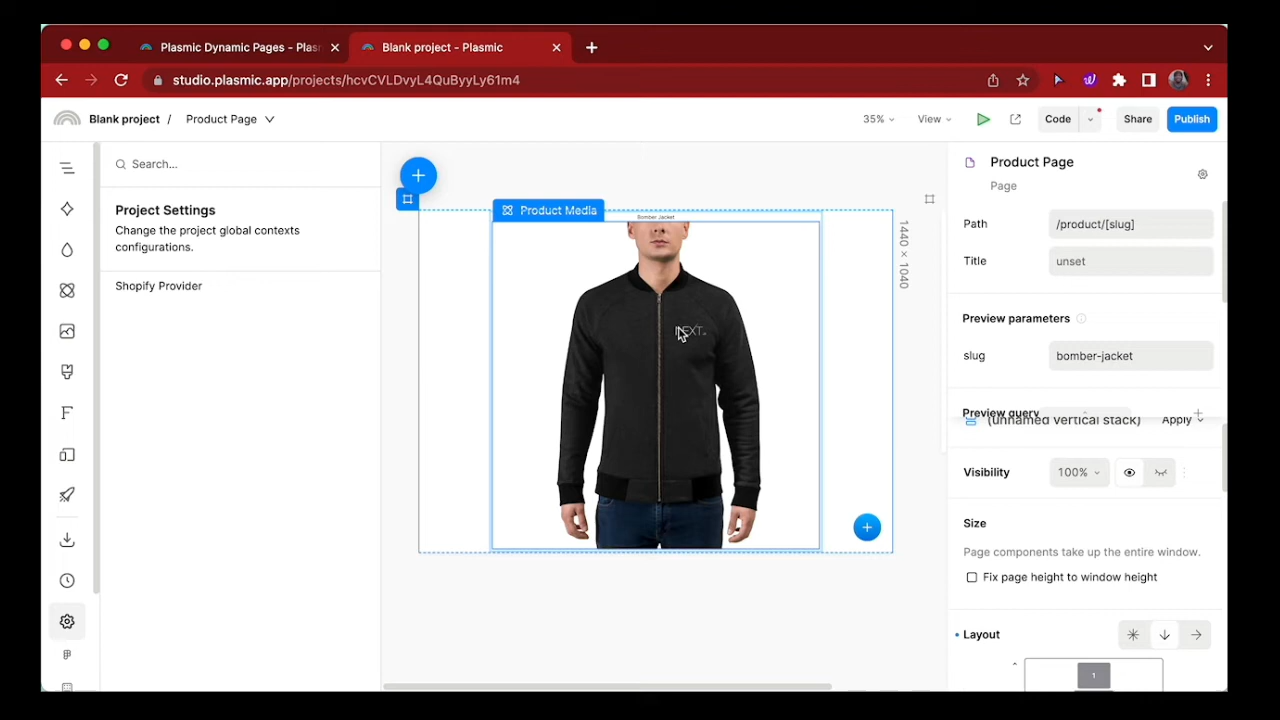 Plasmic Dynamic Pages - Plas
Blank project - Plasmic
studio.plasmic.app/projects/hcvCVLDvyL4QuByyLy61m4
Blank project / Product Page
35%
View
Code
Share
Publish
Search...
Project Settings
Change the project global contexts
configurations.
Shopify Provider
Product Media
Bomber Jacket
1440 × 1040
Product Page
Page
Path
/product/[slug]
Title
unset
Preview parameters
slug
bomber-jacket
Preview query
(unnamed vertical stack)
Apply
Visibility
100%
Size
Page components take up the entire window.
Fix page height to window height
Layout
1